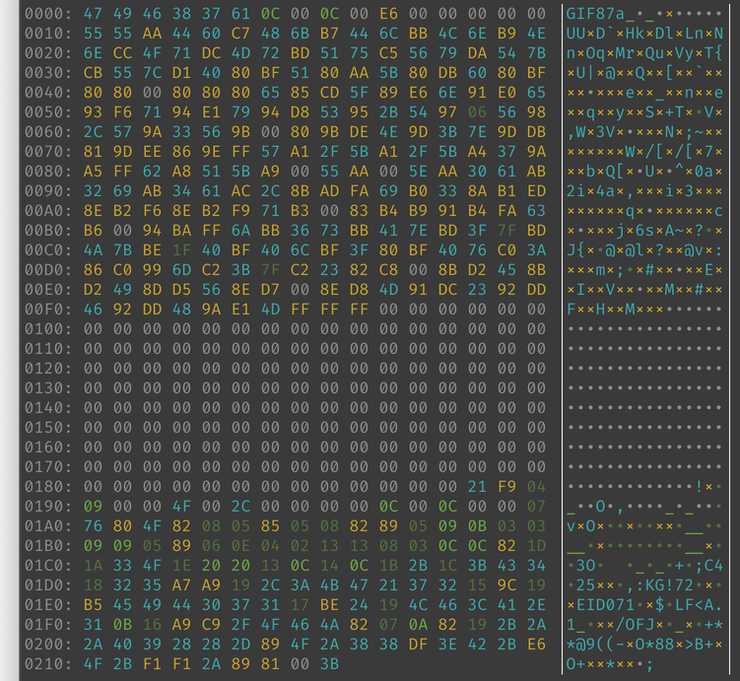 0000: 47 49 46 38 37 61 0C 00 0C 00 E6 00 00 00 00 00 GIF87a_•_•×•••••
0010: 55 55 AA 44 60 C7 48 6B B7 44 6C BB 4C 6E B9 4E UU×D`×Hk×Dl×Ln×N
0020: 6E CC 4F 71 DC 4D 72 BD 51 75 C5 56 79 DA 54 7B n×Oq×Mr×Qu×Vy×T{
0030: CB 55 7C D1 40 80 BF 51 80 AA 5B 80 DB 60 80 BF ×U|×@××Q××[××`××
0040: 80 80 00 80 80 80 65 85 CD 5F 89 E6 6E 91 E0 65 ××•×××e××_××n××e
0050: 93 F6 71 94 E1 79 94 D8 53 95 2B 54 97 06 56 98 ××q××y××S×+T×•V×
0060: 2C 57 9A 33 56 9B 00 80 9B DE 4E 9D 3B 7E 9D DB ,W×3V×•×××N×;~××
0070: 81 9D EE 86 9E FF 57 A1 2F 5B A1 2F 5B A4 37 9A ××××××W×/[×/[×7×
0080: A5 FF 62 A8 51 5B A9 00 55 AA 00 5E AA 30 61 AB ××b×Q[×•U×•^×0a×
0090: 32 69 AB 34 61 AC 2C 8B AD FA 69 B0 33 8A B1 ED 2i×4a×,×××i×3×××
00A0: 8E B2 F6 8E B2 F9 71 B3 00 83 B4 B9 91 B4 FA 63 ××××××q×•××××××c
00B0: B6 00 94 BA FF 6A BB 36 73 BB 41 7E BD 3F 7F BD ×•×××j×6s×A~×?•×
00C0: 4A 7B BE 1F 40 BF 40 6C BF 3F 80 BF 40 76 C0 3A J{×•@×@l×?××@v×:
00D0: 86 C0 99 6D C2 3B 7F C2 23 82 C8 00 8B D2 45 8B ×××m×;•×#××•××E×
00E0: D2 49 8D D5 56 8E D7 00 8E D8 4D 91 DC 23 92 DD ×I××V××•××M××#××
00F0: 46 92 DD 48 9A E1 4D FF FF FF 00 00 00 00 00 00 F××H××M×××••••••
0100: 00 00 00 00 00 00 00 00 00 00 00 00 00 00 00 00 ••••••••••••••••
0110: 00 00 00 00 00 00 00 00 00 00 00 00 00 00 00 00 ••••••••••••••••
0120: 00 00 00 00 00 00 00 00 00 00 00 00 00 00 00 00 ••••••••••••••••
0130: 00 00 00 00 00 00 00 00 00 00 00 00 00 00 00 00 ••••••••••••••••
0140: 00 00 00 00 00 00 00 00 00 00 00 00 00 00 00 00 ••••••••••••••••
0150: 00 00 00 00 00 00 00 00 00 00 00 00 00 00 00 00 ••••••••••••••••
0160: 00 00 00 00 00 00 00 00 00 00 00 00 00 00 00 00 ••••••••••••••••
0170: 00 00 00 00 00 00 00 00 00 00 00 00 00 00 00 00 ••••••••••••••••
0180: 00 00 00 00 00 00 00 00 00 00 00 00 00 21 F9 04 •••••••••••••!×•
0190: 09 00 00 4F 00 2C 00 00 00 00 0C 00 0C 00 00 07 _••O•,••••_•_•••
01A0: 76 80 4F 82 08 05 85 05 08 82 89 05 09 0B 03 03 v×O×••×••××•__••
01B0: 09 09 05 89 06 0E 04 02 13 13 08 03 0C 0C 82 1D __•×••••••••__×•
01C0: 1A 33 4F 1E 20 20 13 0C 14 0C 1B 2B 1C 3B 43 34 •3O•  •_•_•+•;C4
01D0: 18 32 35 A7 A9 19 2C 3A 4B 47 21 37 32 15 9C 19 •25××•,:KG!72•×•
01E0: B5 45 49 44 30 37 31 17 BE 24 19 4C 46 3C 41 2E ×EID071•×$•LF<A.
01F0: 31 0B 16 A9 C9 2F 4F 46 4A 82 07 0A 82 19 2B 2A 1_•××/OFJ×•_×•+*
0200: 2A 40 39 28 28 2D 89 4F 2A 38 38 DF 3E 42 2B E6 *@9((-×O*88×>B+×
0210: 4F 2B F1 F1 2A 89 81 00 3B O+××*××•;